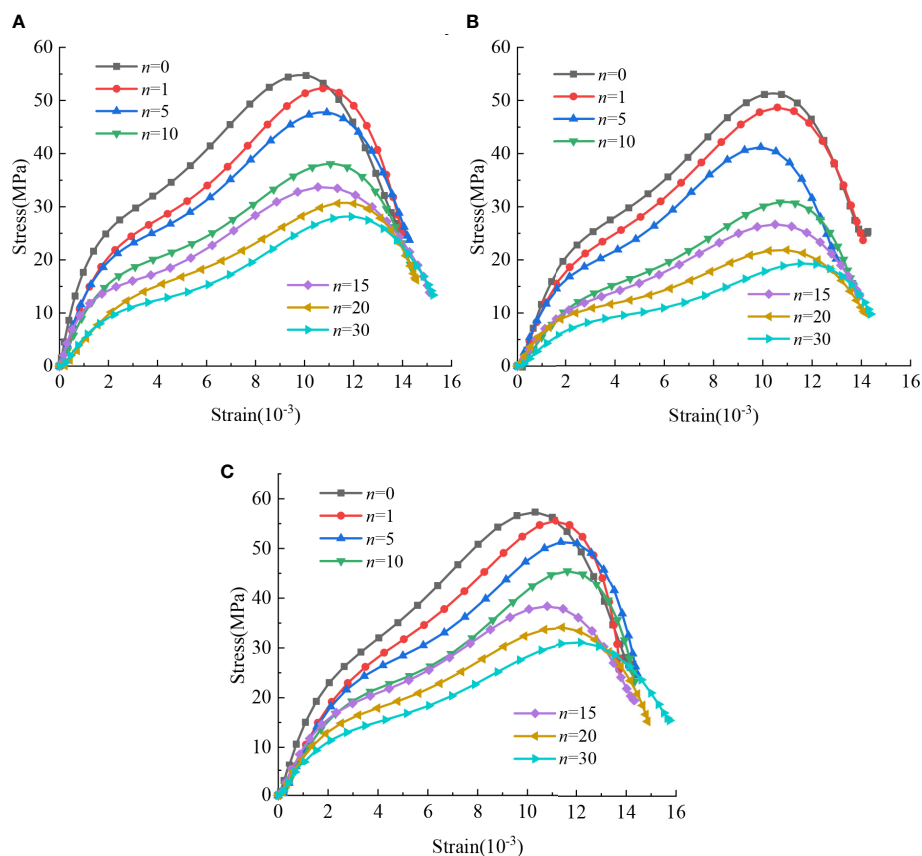 A
60
50
40
30
20
10
0
Stress(MPa)
n=0
n=1
n=5
n=10
n=15
n=20
n=30
0 2 4 6 8 10 12 14 16
Strain(10⁻³)
B
60
50
40
30
20
10
0
Stress(MPa)
n=0
n=1
n=5
n=10
n=15
n=20
n=30
0 2 4 6 8 10 12 14 16
Strain(10⁻³)
C
60
50
40
30
20
10
0
Stress(MPa)
n=0
n=1
n=5
n=10
n=15
n=20
n=30
0 2 4 6 8 10 12 14 16
Strain(10⁻³)